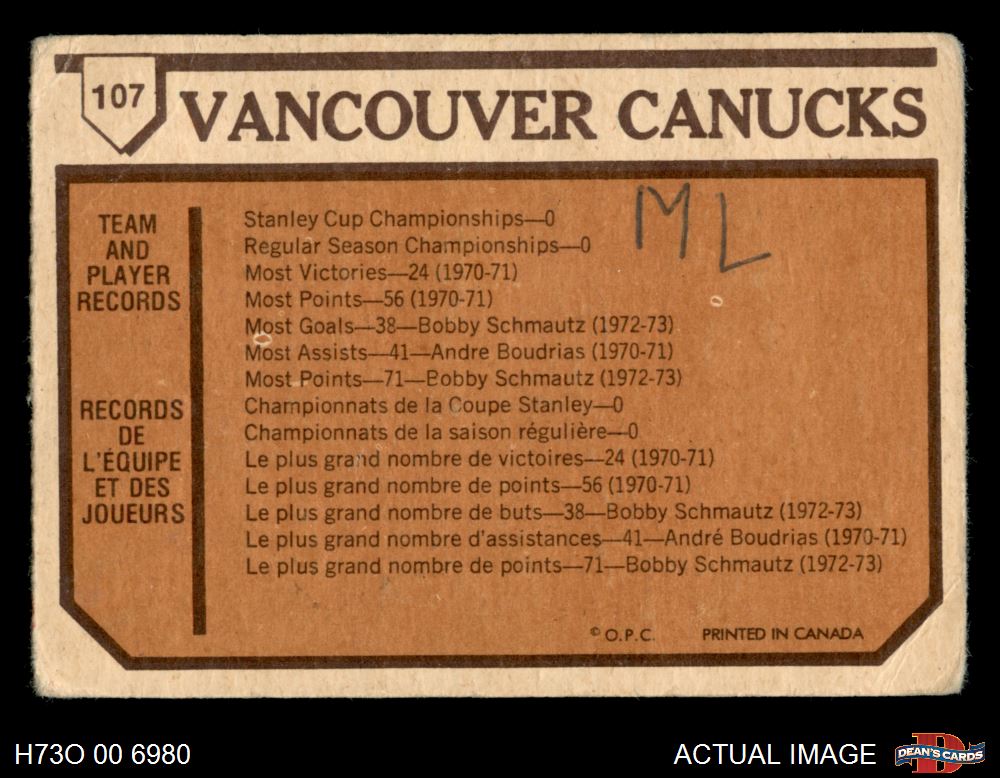 107
VANCOUVER CANUCKS
TEAM
AND
PLAYER
RECORDS
Stanley Cup Championships—0
Regular Season Championships—0
Most Victories—24 (1970-71)
Most Points—56 (1970-71)
Most Goals—38—Bobby Schmautz (1972-73)
Most Assists—41—Andre Boudrias (1970-71)
Most Points—71—Bobby Schmautz (1972-73)
ML
RECORDS
DE
L'ÉQUIPE
ET DES
JOUEURS
Championnats de la Coupe Stanley—0
Championnats de la saison régulière—0
Le plus grand nombre de victoires—24 (1970-71)
Le plus grand nombre de points—56 (1970-71)
Le plus grand nombre de buts—38—Bobby Schmautz (1972-73)
Le plus grand nombre d'assistances—41—André Boudrias (1970-71)
Le plus grand nombre de points—71—Bobby Schmautz (1972-73)
© O.P.C. PRINTED IN CANADA
H73O 00 6980
ACTUAL IMAGE
DEAN'S CARDS